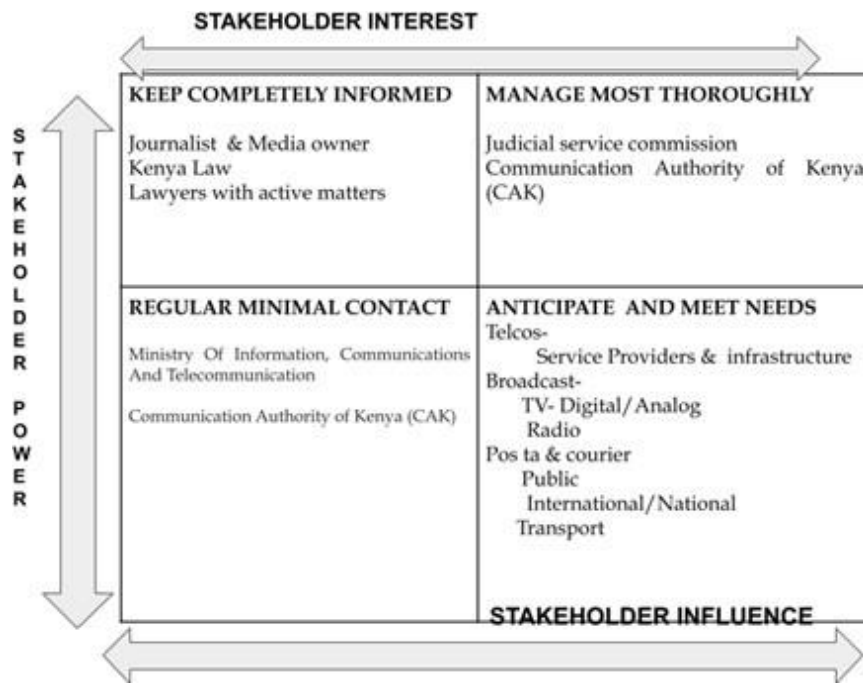 STAKEHOLDER INTEREST
STAKEHOLDER POWER
KEEP COMPLETELY INFORMED
Journalist & Media owner
Kenya Law
Lawyers with active matters
MANAGE MOST THOROUGHLY
Judicial service commission
Communication Authority of Kenya
(CAK)
REGULAR MINIMAL CONTACT
Ministry Of Information, Communications
And Telecommunication
Communication Authority of Kenya (CAK)
ANTICIPATE AND MEET NEEDS
Telcos-
Service Providers & infrastructure
Broadcast-
TV- Digital/Analog
Radio
Pos ta & courier
Public
International/National
Transport
STAKEHOLDER INFLUENCE